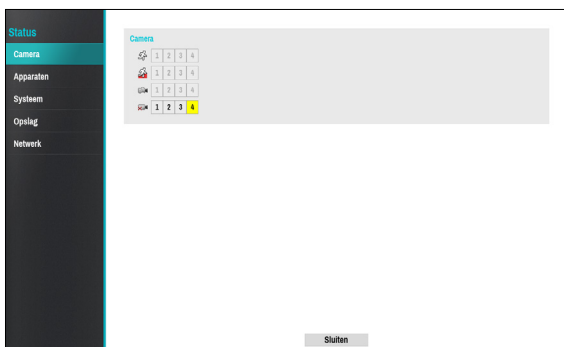 Status
Camera
Apparaten
Systeem
Opslag
Netwerk
Camera
1 2 3 4
1 2 3 4
1 2 3 4
1 2 3 4
Sluiten